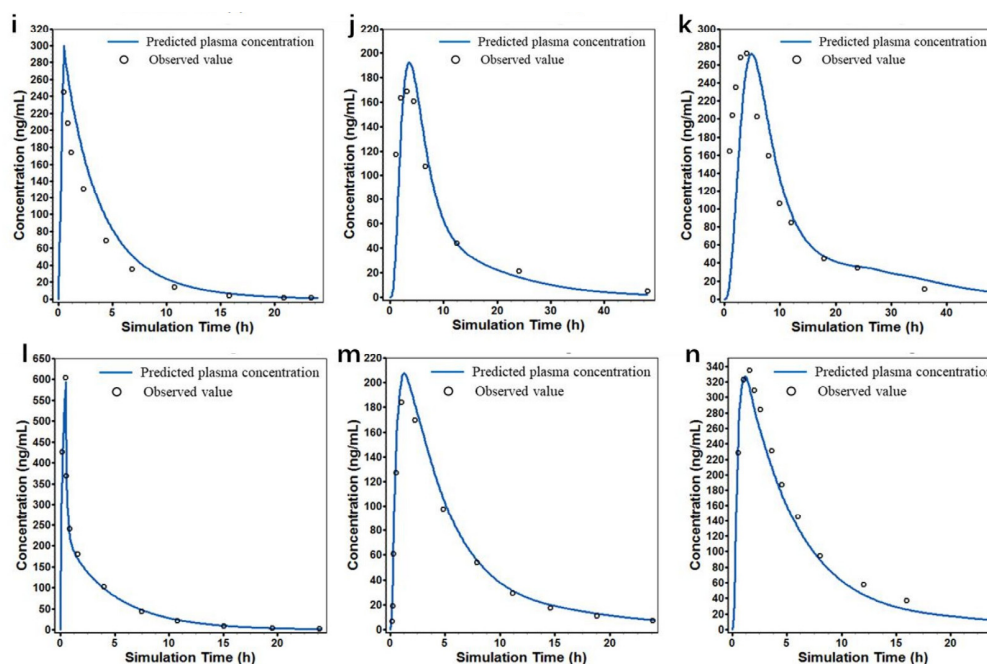 i
Concentration (ng/mL)
320
300
280
260
240
220
200
180
160
140
120
100
80
60
40
20
0
Predicted plasma concentration
Observed value
0 5 10 15 20
Simulation Time (h)
j
Concentration (ng/mL)
220
200
180
160
140
120
100
80
60
40
20
0
Predicted plasma concentration
Observed value
0 10 20 30 40
Simulation Time (h)
k
Concentration (ng/mL)
300
280
260
240
220
200
180
160
140
120
100
80
60
40
20
0
Predicted plasma concentration
Observed value
0 10 20 30 40
Simulation Time (h)
l
Concentration (ng/mL)
650
600
550
500
450
400
350
300
250
200
150
100
50
0
Predicted plasma concentration
Observed value
0 5 10 15 20
Simulation Time (h)
m
Concentration (ng/mL)
220
200
180
160
140
120
100
80
60
40
20
0
Predicted plasma concentration
Observed value
0 5 10 15 20
Simulation Time (h)
n
Concentration (ng/mL)
340
320
300
280
260
240
220
200
180
160
140
120
100
80
60
40
20
0
Predicted plasma concentration
Observed value
0 5 10 15 20
Simulation Time (h)